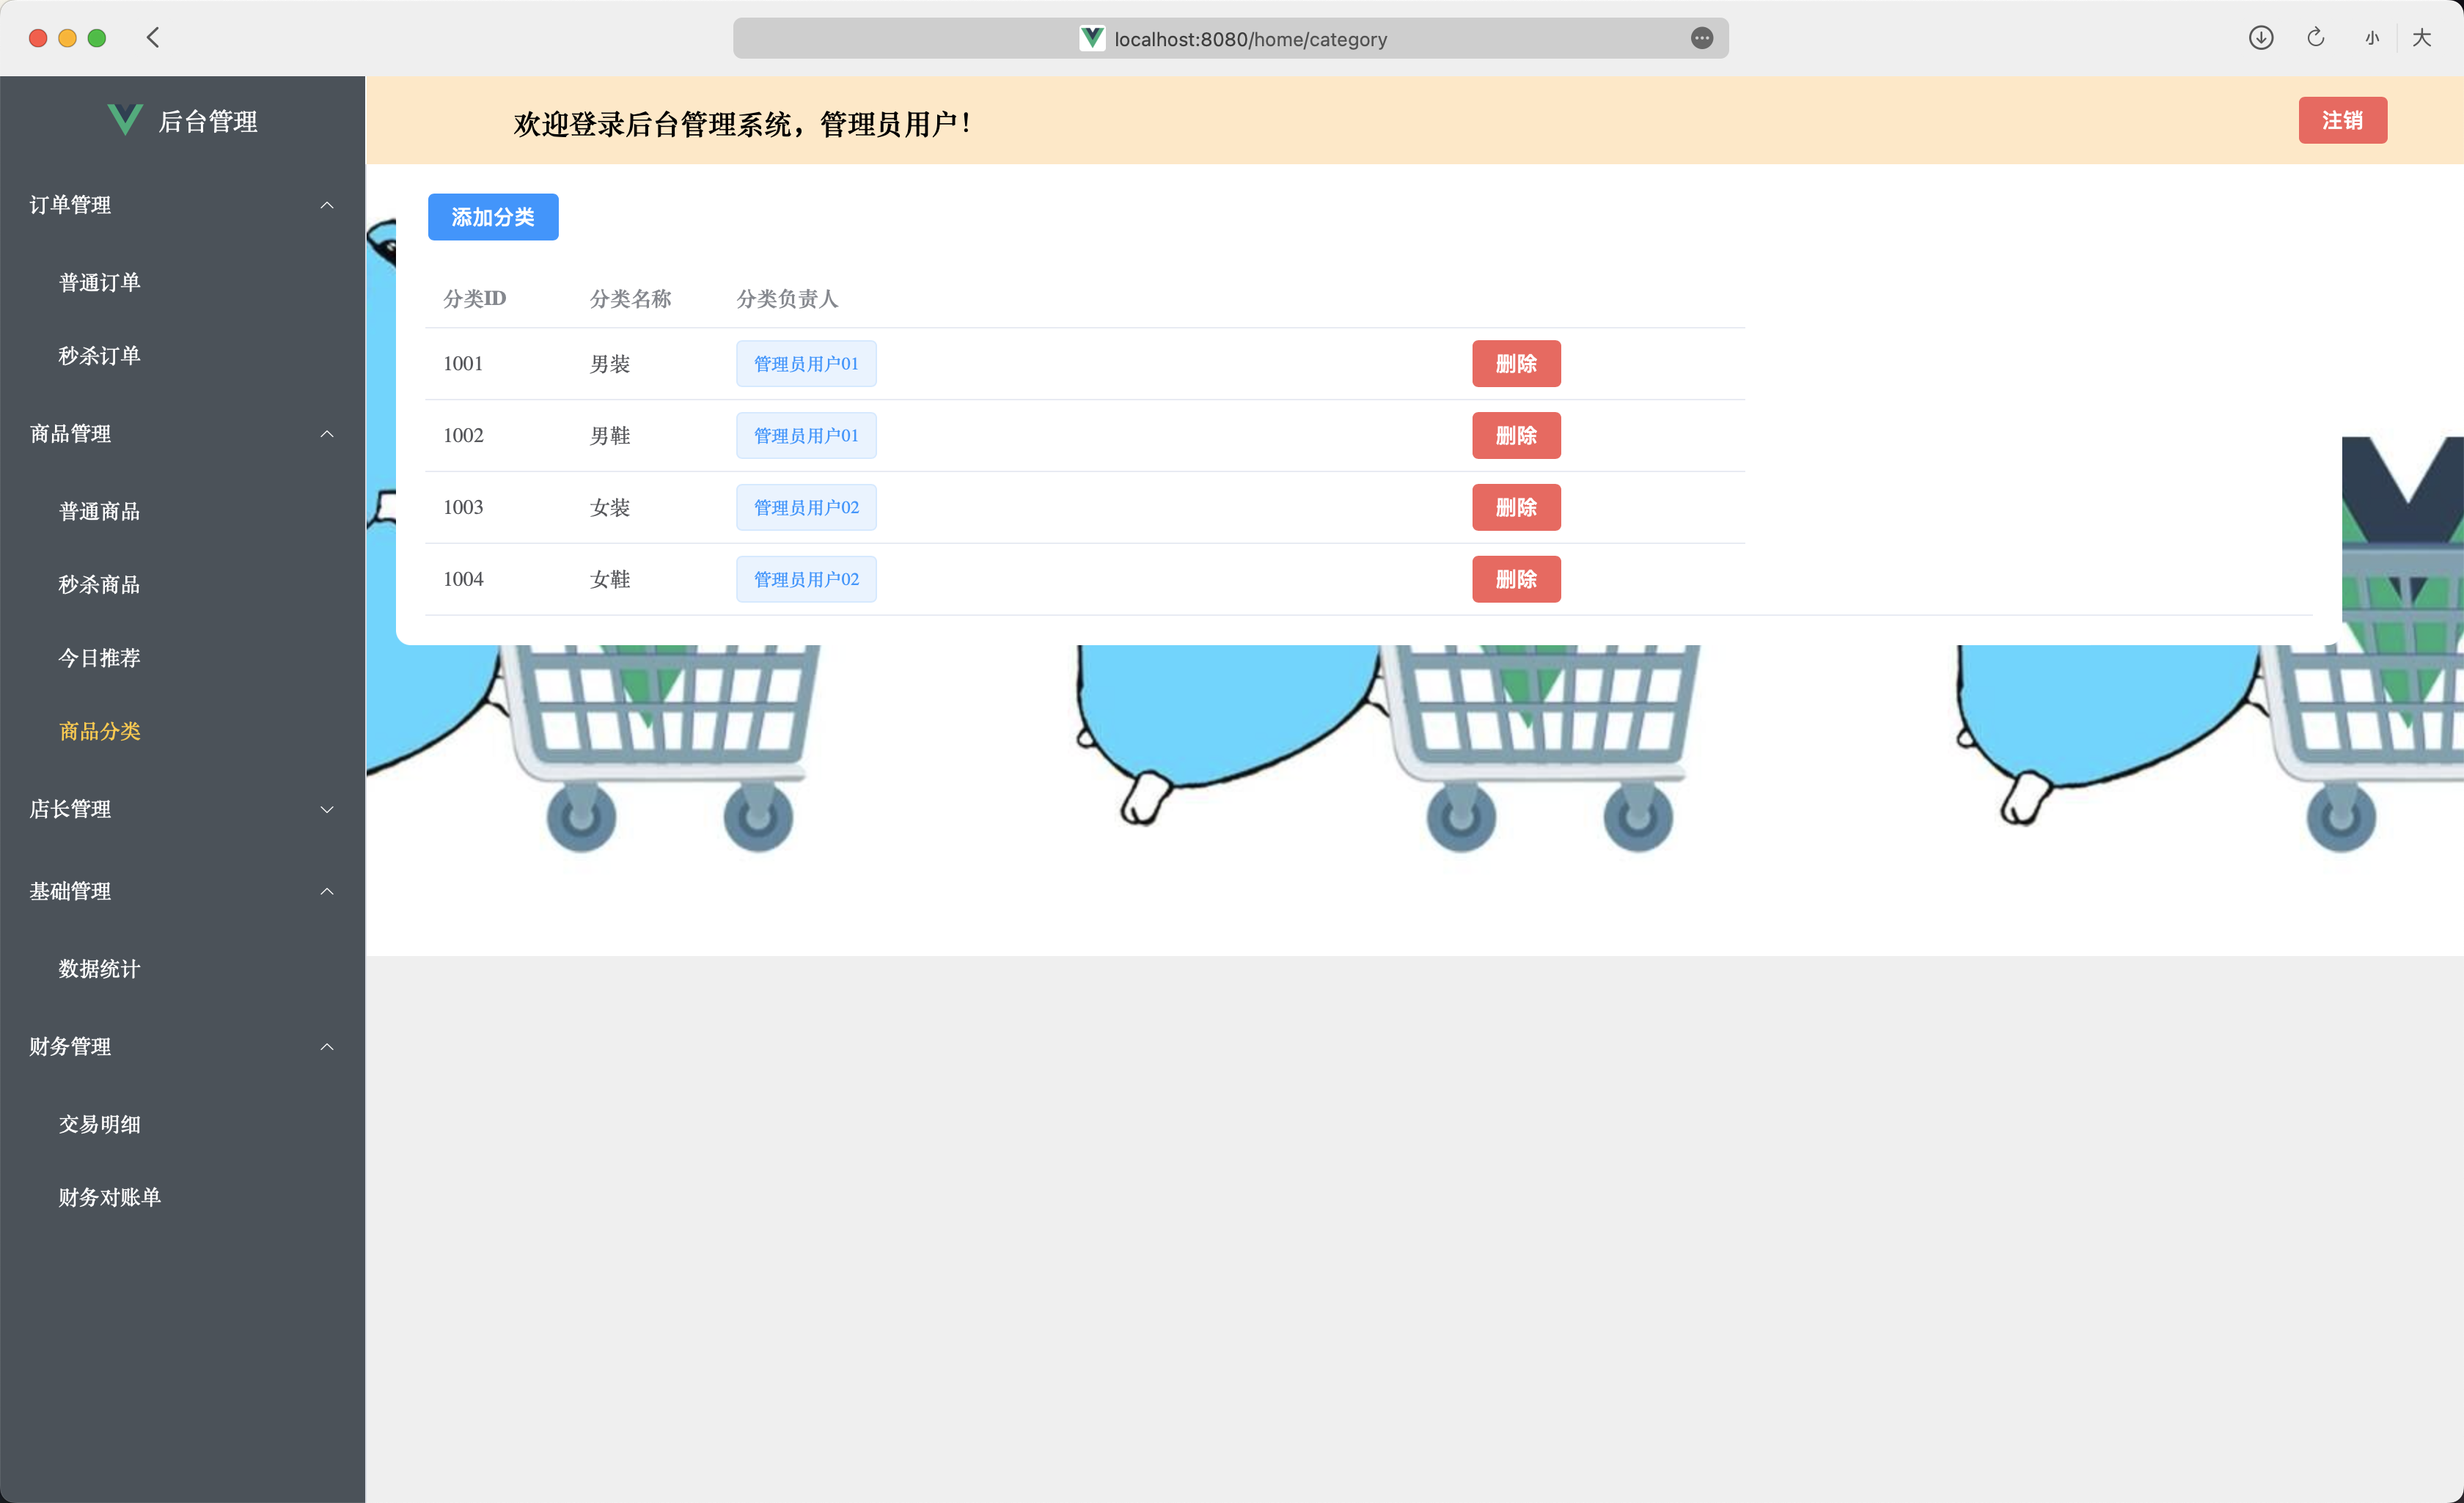 localhost:8080/home/category
小 大
后台管理
欢迎登录后台管理系统，管理员用户！
注销
订单管理
普通订单
秒杀订单
商品管理
普通商品
秒杀商品
今日推荐
商品分类
店长管理
基础管理
数据统计
财务管理
交易明细
财务对账单
添加分类
分类ID 分类名称 分类负责人
1001 男装 管理员用户01 删除
1002 男鞋 管理员用户01 删除
1003 女装 管理员用户02 删除
1004 女鞋 管理员用户02 删除